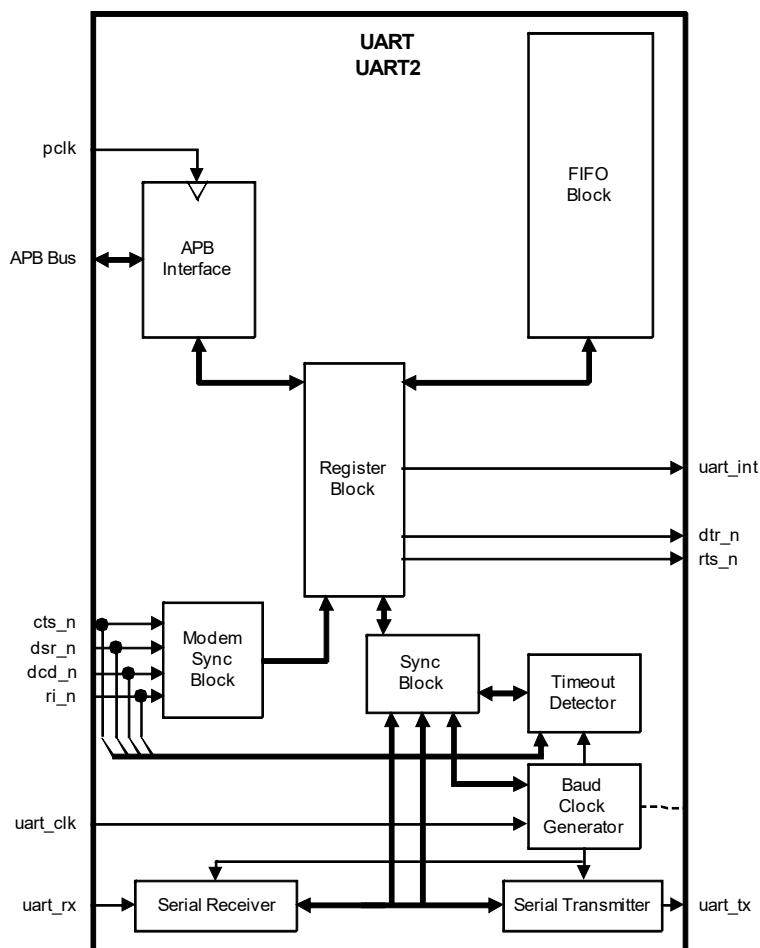 UART
UART2
pclk
FIFO
Block
APB Bus
APB
Interface
Register
Block
uart_int
dtr_n
rts_n
cts_n
dsr_n
dcd_n
ri_n
Modem
Sync
Block
Sync
Block
Timeout
Detector
uart_clk
Baud
Clock
Generator
uart_rx
Serial Receiver
Serial Transmitter
uart_tx